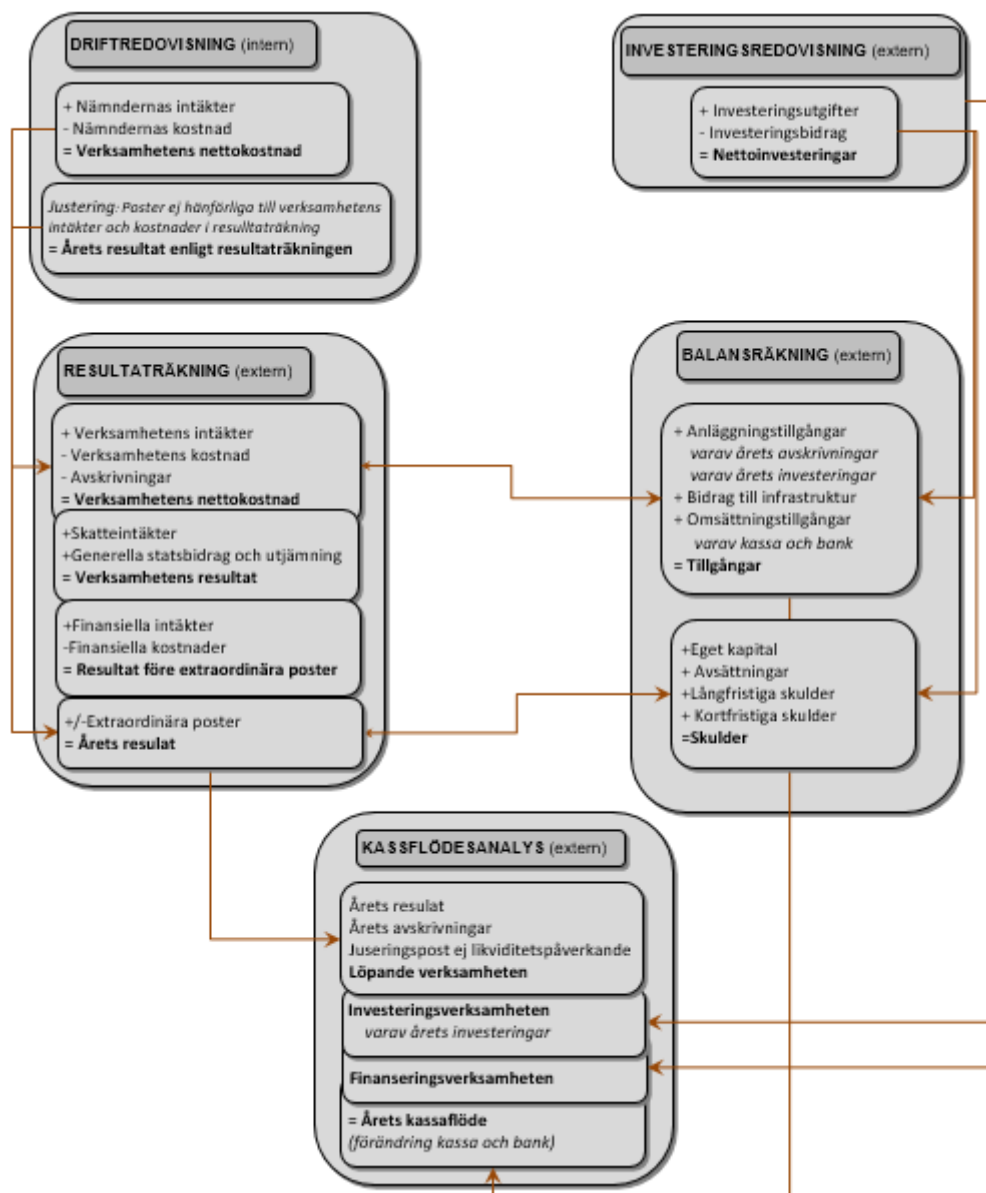 DRIFTREDOVISNING (intern)
+ Nämndernas intäkter
- Nämndernas kostnad
= Verksamhetens nettokostnad
Justering: Poster ej hänförliga till verksamhetens
intäkter och kostnader i resulltaträkning
= Årets resultat enligt resultaträkningen
INVESTERINGSREDOVISNING (extern)
+ Investeringsutgifter
- Investeringsbidrag
= Nettoinvesteringar
RESULTATRÄKNING (extern)
+ Verksamhetens intäkter
- Verksamhetens kostnad
- Avskrivningar
= Verksamhetens nettokostnad
+Skatteintäkter
+Generella statsbidrag och utjämning
= Verksamhetens resultat
+Finansiella intäkter
-Finansiella kostnader
= Resultat före extraordinära poster
+/-Extraordinära poster
= Årets resulat
BALANSRÄKNING (extern)
+ Anläggningstillgångar
varav årets avskrivningar
varav årets investeringar
+ Bidrag till infrastruktur
+ Omsättningstillgångar
varav kassa och bank
= Tillgångar
+Eget kapital
+ Avsättningar
+Långfristiga skulder
+ Kortfristiga skulder
=Skulder
KASSFLÖDESANALYS (extern)
Årets resulat
Årets avskrivningar
Juseringspost ej likviditetspåverkande
Löpande verksamheten
Investeringsverksamheten
varav årets investeringar
Finanseringsverksamheten
= Årets kassaflöde
(förändring kassa och bank)